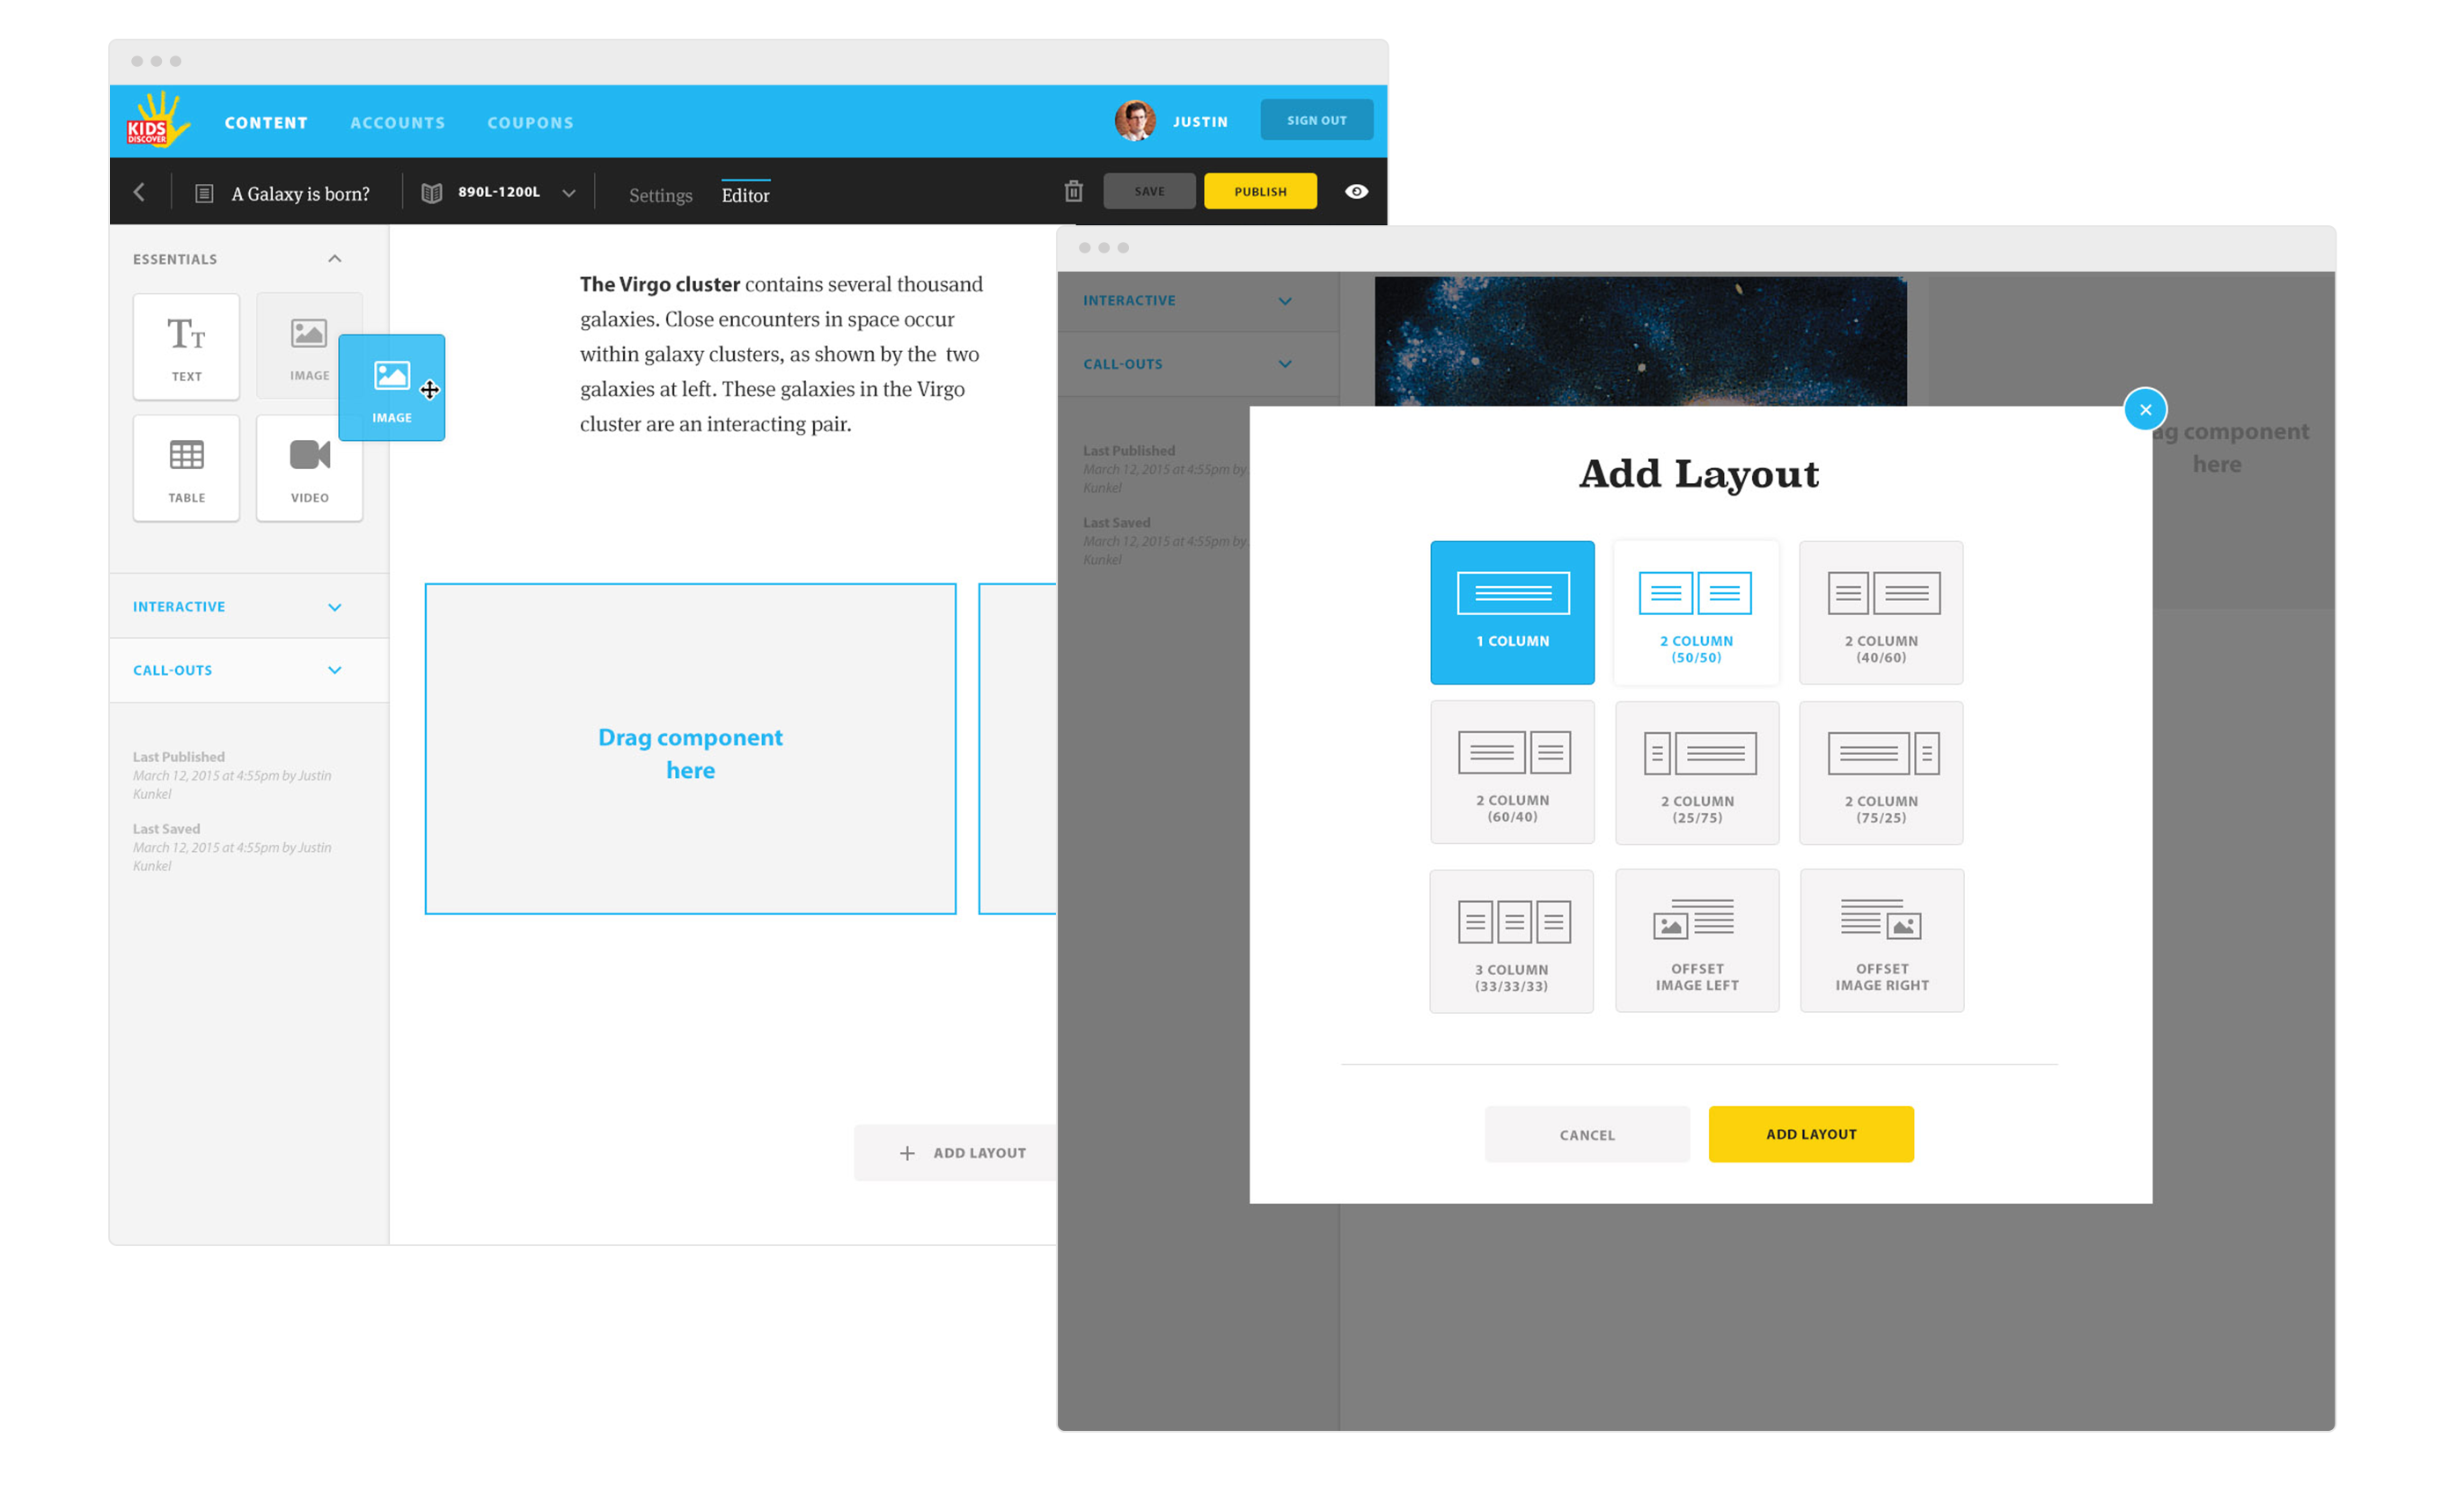 KIDS
DISCOVER
CONTENT
ACCOUNTS
COUPONS
JUSTIN
SIGN OUT
A Galaxy is born?
890L-1200L
Settings
Editor
SAVE
PUBLISH
ESSENTIALS
TEXT
IMAGE
IMAGE
TABLE
VIDEO
INTERACTIVE
CALL-OUTS
Last Published
March 12, 2015 at 4:55pm by Justin
Kunkel
Last Saved
March 12, 2015 at 4:55pm by Justin
Kunkel
The Virgo cluster contains several thousand
galaxies. Close encounters in space occur
within galaxy clusters, as shown by the two
galaxies at left. These galaxies in the Virgo
cluster are an interacting pair.
Drag component
here
+ ADD LAYOUT
INTERACTIVE
CALL-OUTS
Last Published
March 12, 2015 at 4:55pm by
Kunkel
Last Saved
March 12, 2015 at 4:55pm by
Kunkel
ag component
here
Add Layout
1 COLUMN
2 COLUMN
(50/50)
2 COLUMN
(40/60)
2 COLUMN
(60/40)
2 COLUMN
(25/75)
2 COLUMN
(75/25)
3 COLUMN
(33/33/33)
OFFSET
IMAGE LEFT
OFFSET
IMAGE RIGHT
CANCEL
ADD LAYOUT